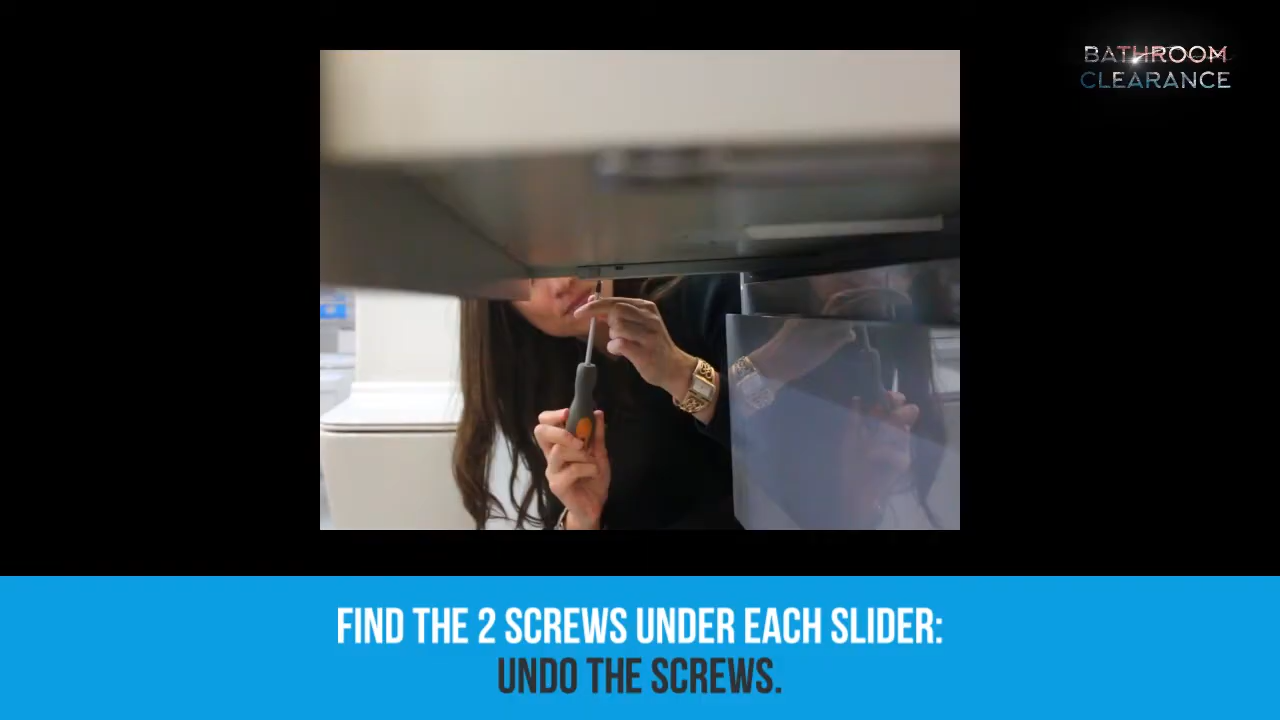 BATHROOM
CLEARANCE
FIND THE 2 SCREWS UNDER EACH SLIDER:
UNDO THE SCREWS.